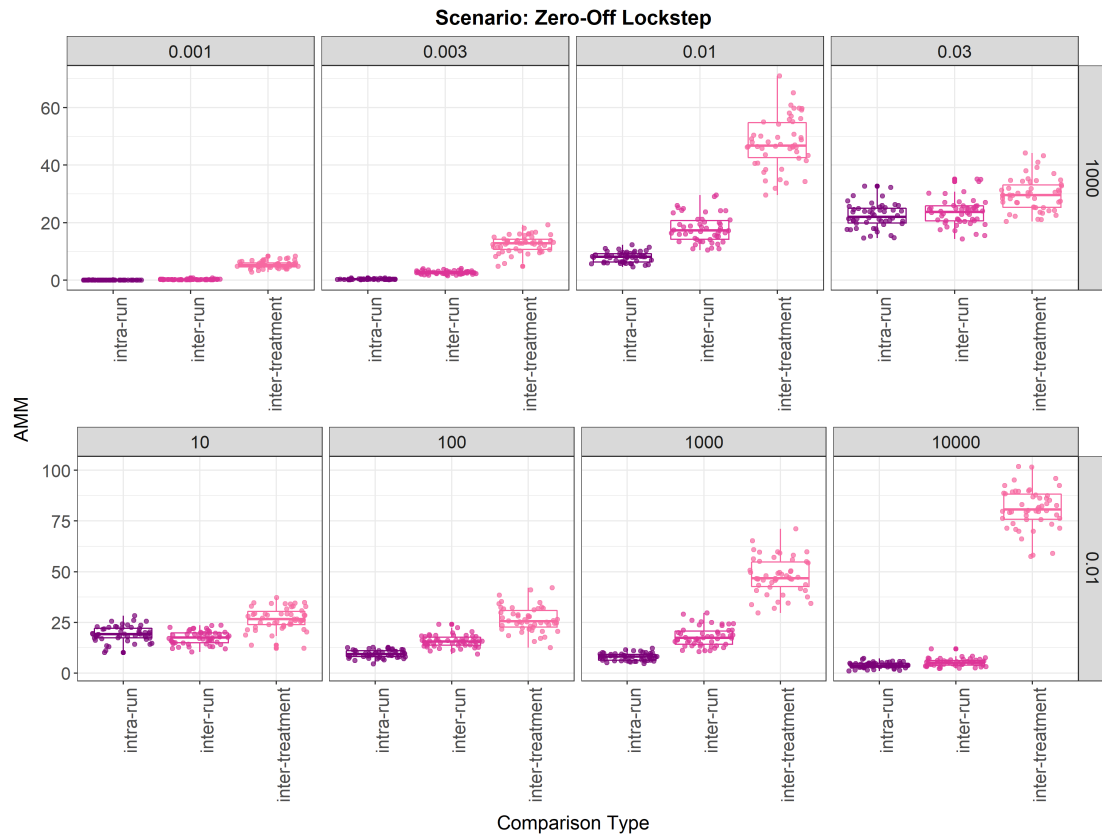 Scenario: Zero-Off Lockstep
0.001 0.003 0.01 0.03
1000
60
40
20
0
intra-run inter-run inter-treatment intra-run inter-run inter-treatment intra-run inter-run inter-treatment intra-run inter-run inter-treatment
AMM
10 100 1000 10000
0.01
100
75
50
25
0
intra-run inter-run inter-treatment intra-run inter-run inter-treatment intra-run inter-run inter-treatment intra-run inter-run inter-treatment
Comparison Type